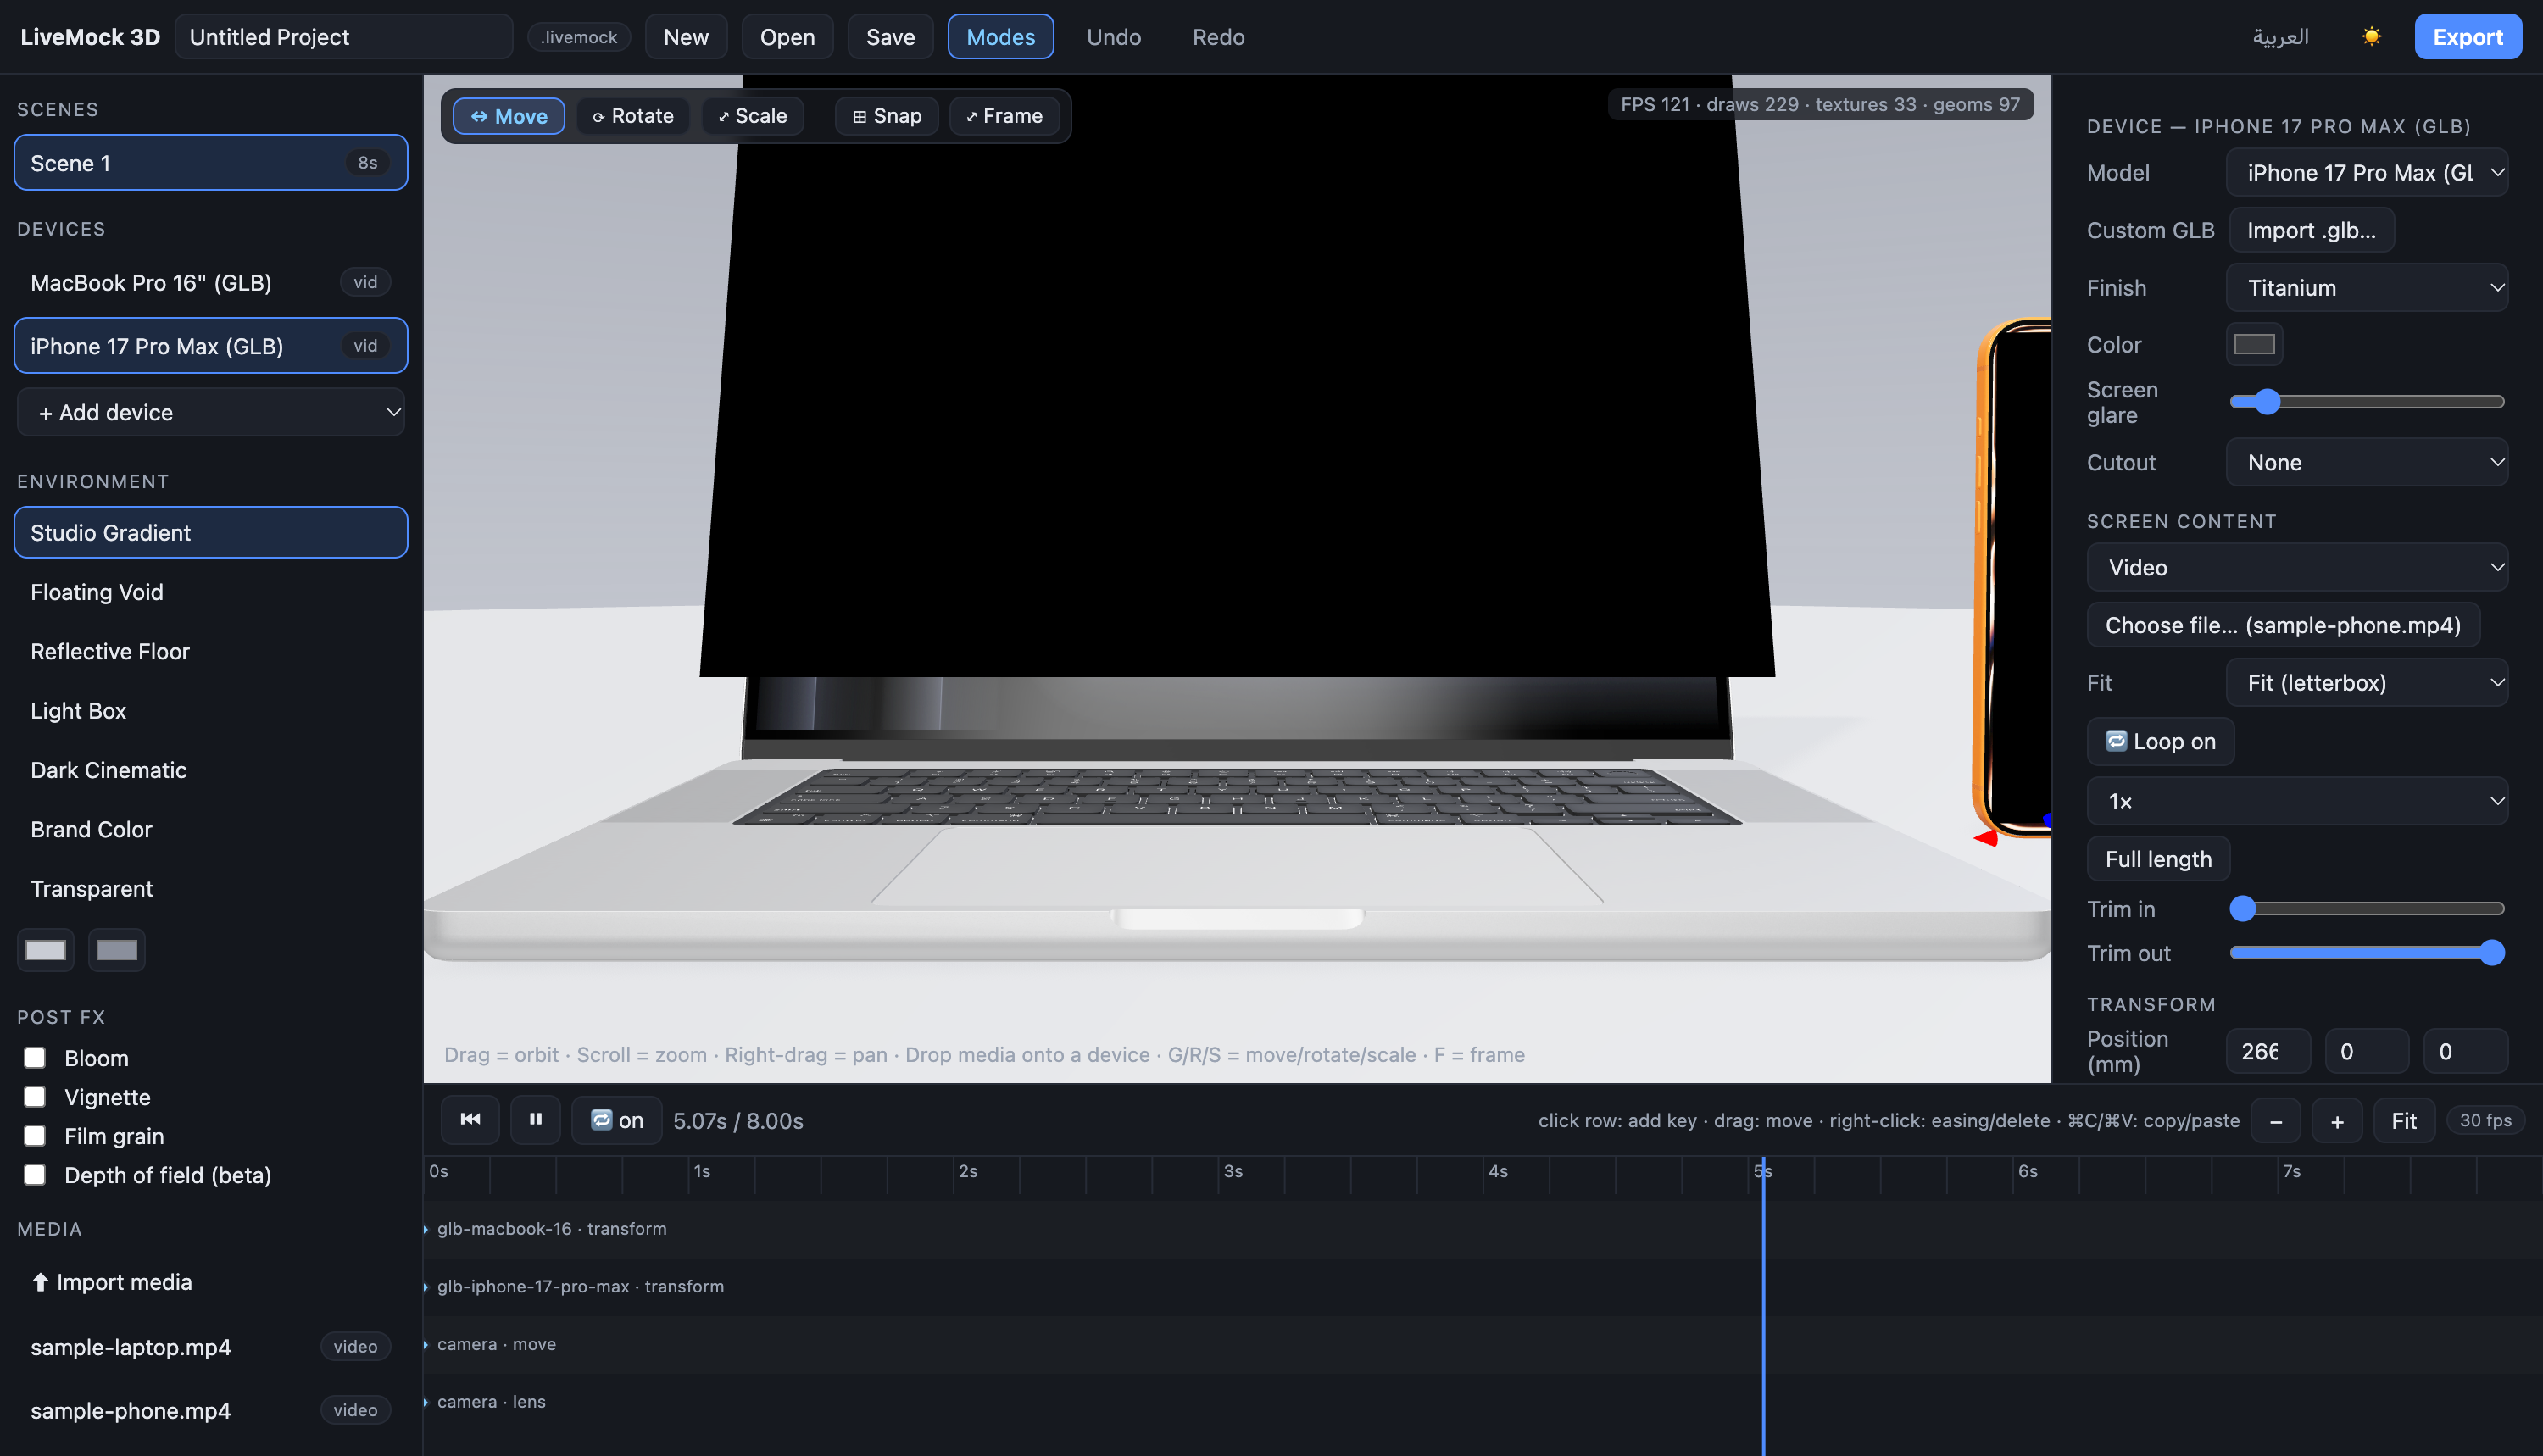 LiveMock 3D
Untitled Project
.livemock
New
Open
Save
Modes
Undo
Redo
العربية
Export
SCENES
Scene 1
8s
DEVICES
MacBook Pro 16" (GLB)
vid
iPhone 17 Pro Max (GLB)
vid
+ Add device
ENVIRONMENT
Studio Gradient
Floating Void
Reflective Floor
Light Box
Dark Cinematic
Brand Color
Transparent
POST FX
Bloom
Vignette
Film grain
Depth of field (beta)
MEDIA
⬆ Import media
sample-laptop.mp4
video
sample-phone.mp4
video
↔ Move
⟳ Rotate
⤢ Scale
⊞ Snap
⤢ Frame
FPS 121 · draws 229 · textures 33 · geoms 97
control
option
command
command
option
Drag = orbit · Scroll = zoom · Right-drag = pan · Drop media onto a device · G/R/S = move/rotate/scale · F = frame
DEVICE — IPHONE 17 PRO MAX (GLB)
Model
iPhone 17 Pro Max (GL
Custom GLB
Import .glb…
Finish
Titanium
Color
Screen
glare
Cutout
None
SCREEN CONTENT
Video
Choose file… (sample-phone.mp4)
Fit
Fit (letterbox)
🔁 Loop on
1×
Full length
Trim in
Trim out
TRANSFORM
Position
(mm)
266
0
0
🔁 on
5.07s / 8.00s
click row: add key · drag: move · right-click: easing/delete · ⌘C/⌘V: copy/paste
−
+
Fit
30 fps
0s
1s
2s
3s
4s
5s
6s
7s
glb-macbook-16 · transform
glb-iphone-17-pro-max · transform
camera · move
camera · lens